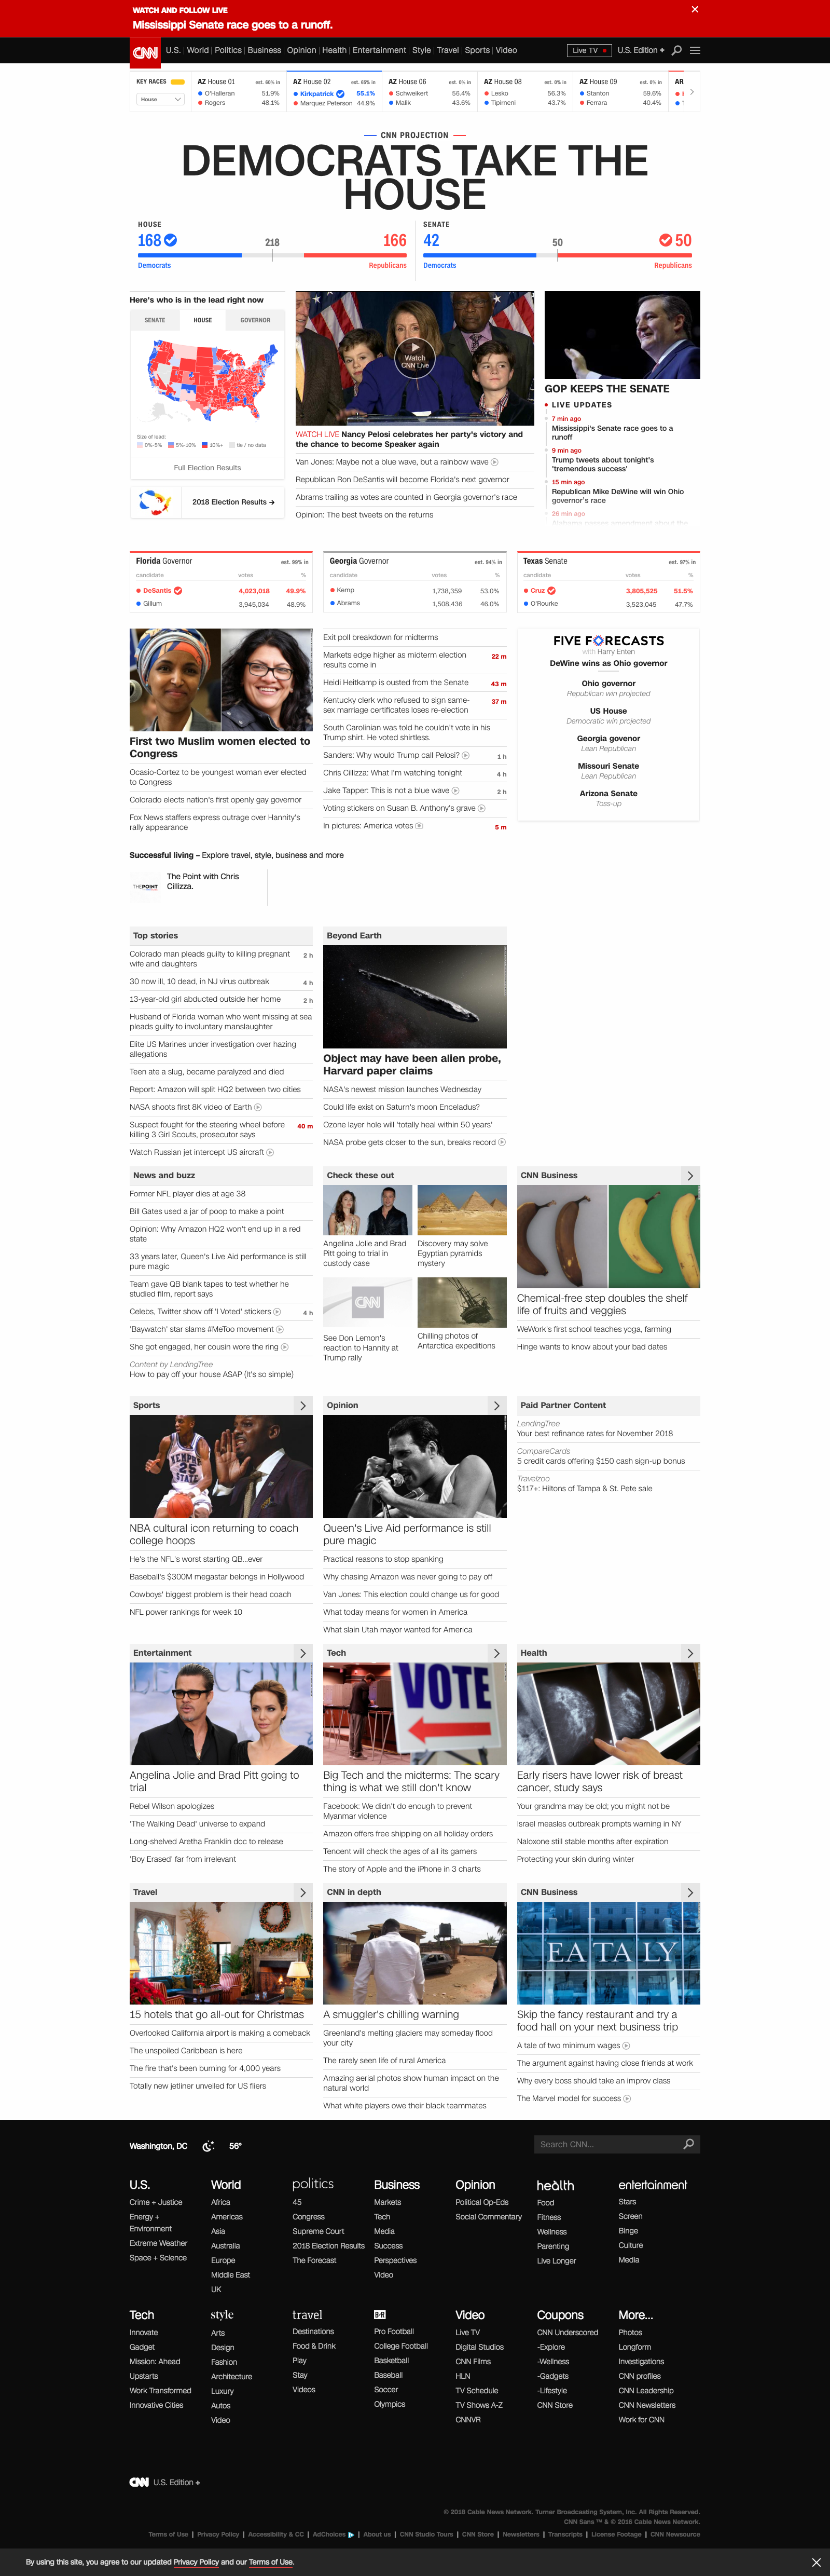 WATCH AND FOLLOW LIVE
Mississippi Senate race goes to a runoff.
CNN
U.S. World Politics Business Opinion Health Entertainment Style Travel Sports Video
Live TV
U.S. Edition +
KEY RACES
House
AZ House 01 est. 60% in
O'Halleran 51.9%
Rogers 48.1%
AZ House 02 est. 65% in
Kirkpatrick 55.1%
Marquez Peterson 44.9%
AZ House 06 est. 0% in
Schweikert 55.4%
Malik 43.6%
AZ House 08 est. 0% in
Lesko 56.3%
Tipirneni 43.7%
AZ House 09 est. 0% in
Stanton 59.6%
Ferrara 40.4%
AR
CNN PROJECTION
DEMOCRATS TAKE THE
HOUSE
HOUSE
168 218 166
Democrats Republicans
SENATE
42 50 50
Democrats Republicans
Here's who is in the lead right now
SENATE HOUSE GOVERNOR
Size of lead:
0%-5% 5%-10% 10%+ tie / no data
Full Election Results
2018 Election Results →
Watch
CNN Live
WATCH LIVE Nancy Pelosi celebrates her party's victory and
the chance to become Speaker again
Van Jones: Maybe not a blue wave, but a rainbow wave
Republican Ron DeSantis will become Florida's next governor
Abrams trailing as votes are counted in Georgia governor's race
Opinion: The best tweets on the returns
GOP KEEPS THE SENATE
LIVE UPDATES
7 min ago
Mississippi's Senate race goes to a
runoff
9 min ago
Trump tweets about tonight's
'tremendous success'
15 min ago
Republican Mike DeWine will win Ohio
governor's race
26 min ago
Florida Governor est. 99% in
candidate votes %
DeSantis 4,023,018 49.9%
Gillum 3,945,034 48.9%
Georgia Governor est. 94% in
candidate votes %
Kemp 1,738,359 53.0%
Abrams 1,508,436 46.0%
Texas Senate est. 97% in
candidate votes %
Cruz 3,805,525 51.5%
O'Rourke 3,523,045 47.7%
First two Muslim women elected to
Congress
Ocasio-Cortez to be youngest woman ever elected
to Congress
Colorado elects nation's first openly gay governor
Fox News staffers express outrage over Hannity's
rally appearance
Exit poll breakdown for midterms
Markets edge higher as midterm election 22 m
results come in
Heidi Heitkamp is ousted from the Senate 43 m
Kentucky clerk who refused to sign same- 37 m
sex marriage certificates loses re-election
South Carolinian was told he couldn't vote in his
Trump shirt. He voted shirtless.
Sanders: Why would Trump call Pelosi? 1 h
Chris Cillizza: What I'm watching tonight 4 h
Jake Tapper: This is not a blue wave 2 h
Voting stickers on Susan B. Anthony's grave
In pictures: America votes 5 m
FIVE FORECASTS
with Harry Enten
DeWine wins as Ohio governor
Ohio governor
Republican win projected
US House
Democratic win projected
Georgia govenor
Lean Republican
Missouri Senate
Lean Republican
Arizona Senate
Toss-up
Successful living – Explore travel, style, business and more
THE POINT
The Point with Chris
Cillizza.
Top stories
Colorado man pleads guilty to killing pregnant 2 h
wife and daughters
30 now ill, 10 dead, in NJ virus outbreak 4 h
13-year-old girl abducted outside her home 2 h
Husband of Florida woman who went missing at sea
pleads guilty to involuntary manslaughter
Elite US Marines under investigation over hazing
allegations
Teen ate a slug, became paralyzed and died
Report: Amazon will split HQ2 between two cities
NASA shoots first 8K video of Earth
Suspect fought for the steering wheel before 40 m
killing 3 Girl Scouts, prosecutor says
Watch Russian jet intercept US aircraft
Beyond Earth
Object may have been alien probe,
Harvard paper claims
NASA's newest mission launches Wednesday
Could life exist on Saturn's moon Enceladus?
Ozone layer hole will 'totally heal within 50 years'
NASA probe gets closer to the sun, breaks record
News and buzz
Former NFL player dies at age 38
Bill Gates used a jar of poop to make a point
Opinion: Why Amazon HQ2 won't end up in a red
state
33 years later, Queen's Live Aid performance is still
pure magic
Team gave QB blank tapes to test whether he
studied film, report says
Celebs, Twitter show off 'I Voted' stickers 4 h
'Baywatch' star slams #MeToo movement
She got engaged, her cousin wore the ring
Content by LendingTree
How to pay off your house ASAP (It's so simple)
Check these out
Angelina Jolie and Brad
Pitt going to trial in
custody case
Discovery may solve
Egyptian pyramids
mystery
CNN
See Don Lemon's
reaction to Hannity at
Trump rally
Chilling photos of
Antarctica expeditions
CNN Business
Chemical-free step doubles the shelf
life of fruits and veggies
WeWork's first school teaches yoga, farming
Hinge wants to know about your bad dates
Sports
MEMPHIS
STATE
25
NBA cultural icon returning to coach
college hoops
He's the NFL's worst starting QB...ever
Baseball's $300M megastar belongs in Hollywood
Cowboys' biggest problem is their head coach
NFL power rankings for week 10
Opinion
Queen's Live Aid performance is still
pure magic
Practical reasons to stop spanking
Why chasing Amazon was never going to pay off
Van Jones: This election could change us for good
What today means for women in America
What slain Utah mayor wanted for America
Paid Partner Content
LendingTree
Your best refinance rates for November 2018
CompareCards
5 credit cards offering $150 cash sign-up bonus
Travelzoo
$117+: Hiltons of Tampa & St. Pete sale
Entertainment
Angelina Jolie and Brad Pitt going to
trial
Rebel Wilson apologizes
'The Walking Dead' universe to expand
Long-shelved Aretha Franklin doc to release
'Boy Erased' far from irrelevant
Tech
VOTE
Big Tech and the midterms: The scary
thing is what we still don't know
Facebook: We didn't do enough to prevent
Myanmar violence
Amazon offers free shipping on all holiday orders
Tencent will check the ages of all its gamers
The story of Apple and the iPhone in 3 charts
Health
Early risers have lower risk of breast
cancer, study says
Your grandma may be old; you might not be
Israel measles outbreak prompts warning in NY
Naloxone still stable months after expiration
Protecting your skin during winter
Travel
15 hotels that go all-out for Christmas
Overlooked California airport is making a comeback
The unspoiled Caribbean is here
The fire that's been burning for 4,000 years
Totally new jetliner unveiled for US fliers
CNN in depth
A smuggler's chilling warning
Greenland's melting glaciers may someday flood
your city
The rarely seen life of rural America
Amazing aerial photos show human impact on the
natural world
What white players owe their black teammates
CNN Business
EATALY
Skip the fancy restaurant and try a
food hall on your next business trip
A tale of two minimum wages
The argument against having close friends at work
Why every boss should take an improv class
The Marvel model for success
Washington, DC 56°
Search CNN...
U.S.
Crime + Justice
Energy +
Environment
Extreme Weather
Space + Science
World
Africa
Americas
Asia
Australia
Europe
Middle East
UK
politics
45
Congress
Supreme Court
2018 Election Results
The Forecast
Business
Markets
Tech
Media
Success
Perspectives
Video
Opinion
Political Op-Eds
Social Commentary
health
Food
Fitness
Wellness
Parenting
Live Longer
entertainment
Stars
Screen
Binge
Culture
Media
Tech
Innovate
Gadget
Mission: Ahead
Upstarts
Work Transformed
Innovative Cities
style
Arts
Design
Fashion
Architecture
Luxury
Autos
Video
travel
Destinations
Food & Drink
Play
Stay
Videos
B/R
Pro Football
College Football
Basketball
Baseball
Soccer
Olympics
Video
Live TV
Digital Studios
CNN Films
HLN
TV Schedule
TV Shows A-Z
CNNVR
Coupons
CNN Underscored
-Explore
-Wellness
-Gadgets
-Lifestyle
CNN Store
More...
Photos
Longform
Investigations
CNN profiles
CNN Leadership
CNN Newsletters
Work for CNN
CNN U.S. Edition +
© 2018 Cable News Network. Turner Broadcasting System, Inc. All Rights Reserved.
CNN Sans ™ & © 2016 Cable News Network.
Terms of Use | Privacy Policy | Accessibility & CC | AdChoices | About us | CNN Studio Tours | CNN Store | Newsletters | Transcripts | License Footage | CNN Newsource
By using this site, you agree to our updated Privacy Policy and our Terms of Use.